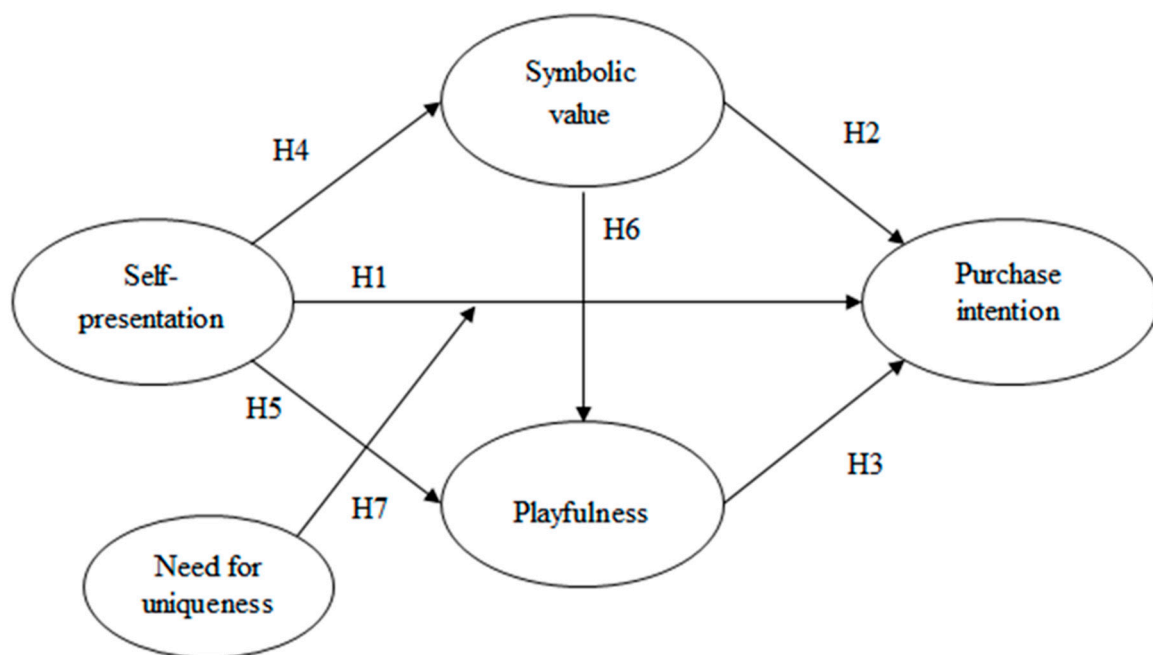 Symbolic
value
H4
H2
H6
Self-
presentation
H1
Purchase
intention
H5
H3
H7
Playfulness
Need for
uniqueness